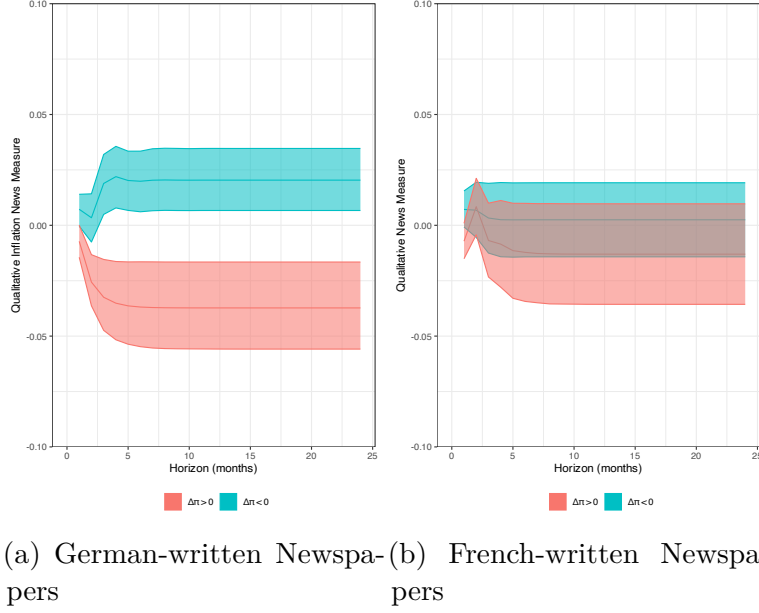 0.10
0.05
0.00
-0.05
-0.10
Qualitative Inflation News Measure
0
5
10
15
20
25
Horizon (months)
Δπ>0
Δπ<0
(a) German-written Newspa-
pers
0.10
0.05
0.00
-0.05
-0.10
Qualitative News Measure
0
5
10
15
20
25
Horizon (months)
Δπ>0
Δπ<0
(b) French-written Newspa
pers